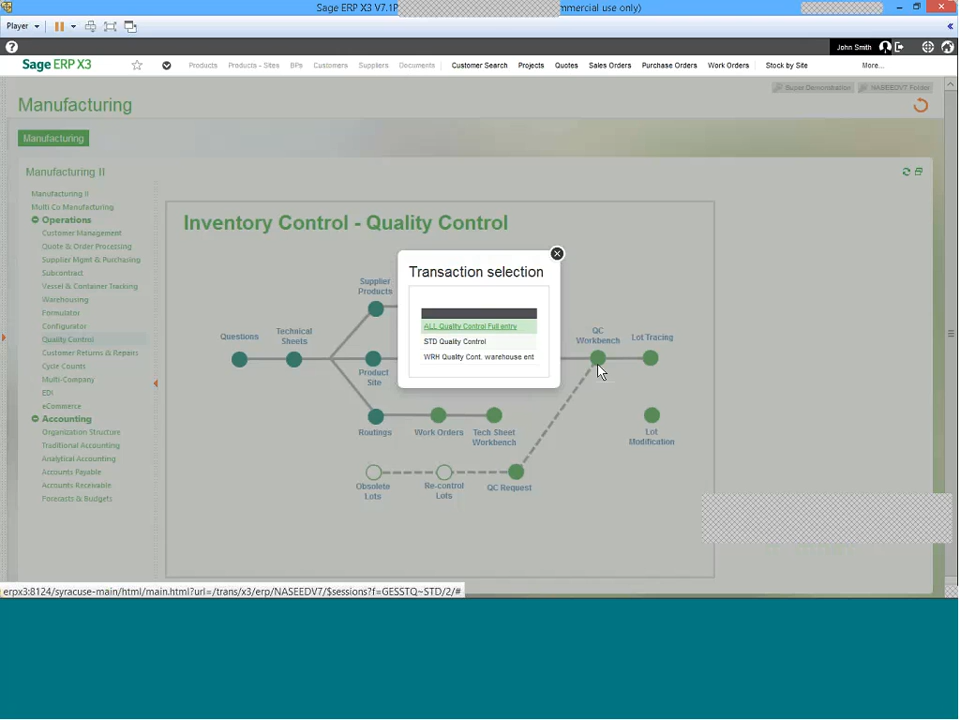 Sage ERP X3 V7.1P mmercial use only)
Player
John Smith
Sage ERP X3 Products Products - Sites BPs Customers Suppliers Documents Customer Search Projects Quotes Sales Orders Purchase Orders Work Orders Stock by Site More...
Super Demonstration NASEEDV7 Folder
Manufacturing
Manufacturing
Manufacturing II
Manufacturing II
Multi Co Manufacturing
Operations
Customer Management
Quote & Order Processing
Supplier Mgmt & Purchasing
Subcontract
Vessel & Container Tracking
Warehousing
Formulator
Configurator
Quality Control
Customer Returns & Repairs
Cycle Counts
Multi-Company
EDI
eCommerce
Accounting
Organization Structure
Traditional Accounting
Analytical Accounting
Accounts Payable
Accounts Receivable
Forecasts & Budgets
Inventory Control - Quality Control
Supplier
Products
Questions
Technical
Sheets
Product
Site
Routings
Work Orders
Tech Sheet
Workbench
Obsolete
Lots
Re-control
Lots
QC Request
QC
Workbench
Lot Tracing
Lot
Modification
Transaction selection
ALL Quality Control Full entry
STD Quality Control
WRH Quality Cont. warehouse ent
erpx3:8124/syracuse-main/html/main.html?url=/trans/x3/erp/NASEEDV7/$sessions?f=GESSTQ~STD/2/#